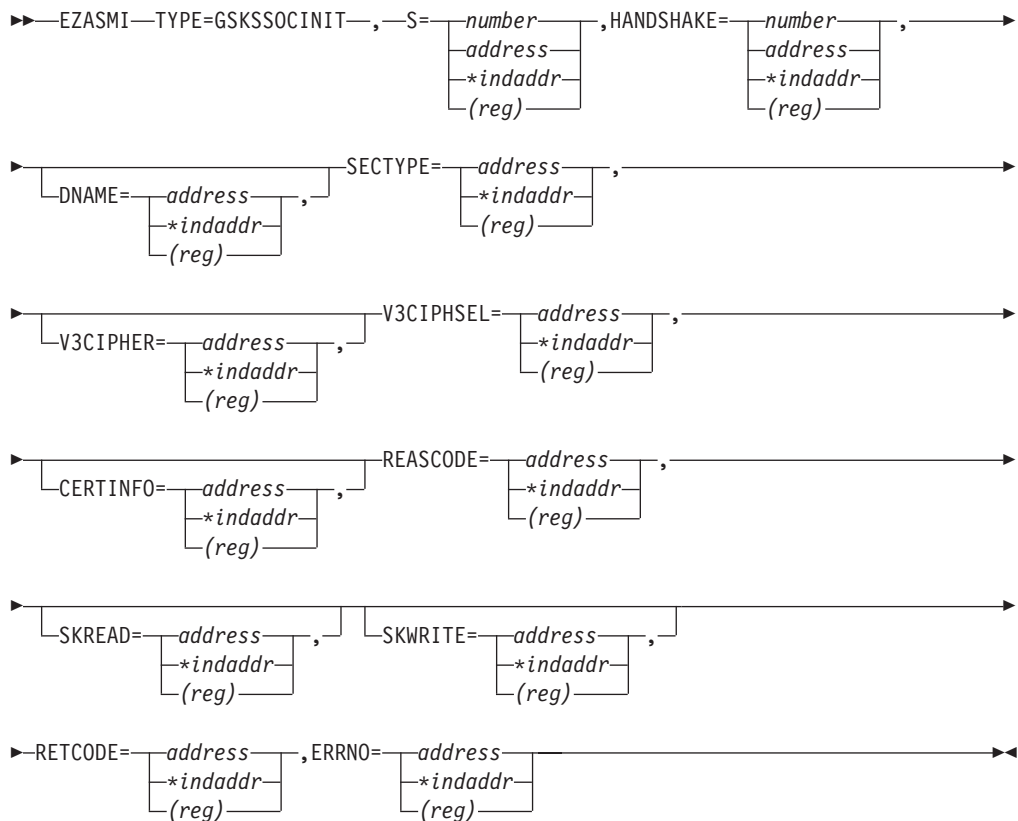 EZASMI TYPE=GSKSSOCINIT , S= number ,HANDSHAKE= number ,
address address
*indaddr *indaddr
(reg) (reg)
SECTYPE= address ,
DNAME= address , *indaddr
*indaddr (reg)
(reg)
V3CIPHSEL= address ,
V3CIPHER= address , *indaddr
*indaddr (reg)
(reg)
REASCODE= address ,
CERTINFO= address , *indaddr
*indaddr (reg)
(reg)
SKREAD= address , SKWRITE= address ,
*indaddr *indaddr
(reg) (reg)
RETCODE= address ,ERRNO= address
*indaddr *indaddr
(reg) (reg)